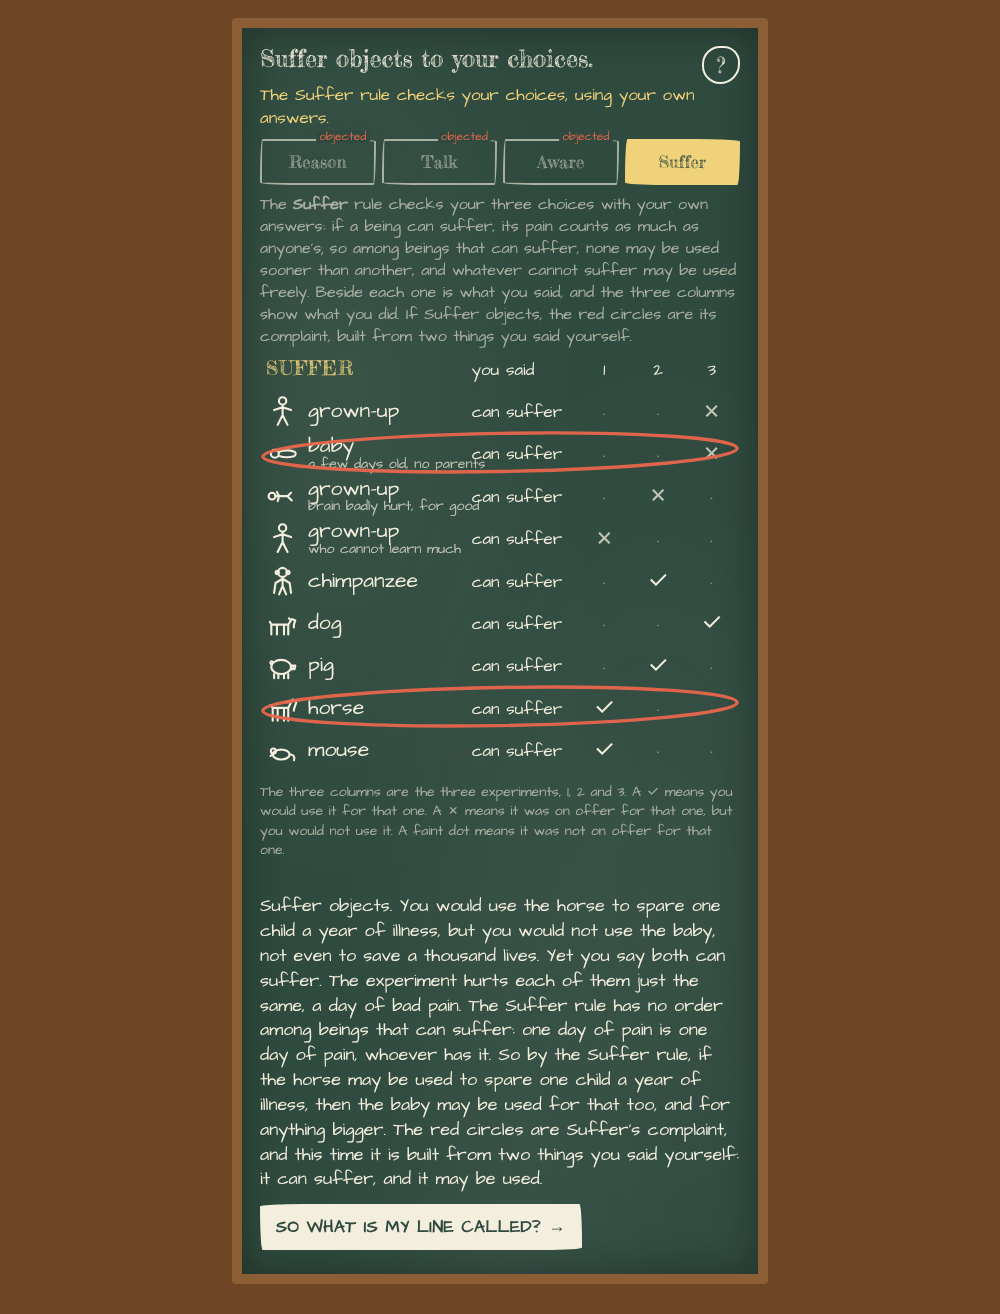 Suffer objects to your choices.
?
The Suffer rule checks your choices, using your own
answers.
objected
objected
objected
Reason
Talk
Aware
Suffer
The Suffer rule checks your three choices with your own
answers: if a being can suffer, its pain counts as much as
anyone's, so among beings that can suffer, none may be used
sooner than another, and whatever cannot suffer may be used
freely. Beside each one is what you said, and the three columns
show what you did. If Suffer objects, the red circles are its
complaint, built from two things you said yourself.
SUFFER you said 1 2 3
grown-up can suffer · · ✕
baby can suffer · · ✕
a few days old, no parents
grown-up can suffer · ✕ ·
brain badly hurt, for good
grown-up can suffer ✕ · ·
who cannot learn much
chimpanzee can suffer · ✓ ·
dog can suffer · · ✓
pig can suffer · ✓ ·
horse can suffer ✓ · ·
mouse can suffer ✓ · ·
The three columns are the three experiments, 1, 2 and 3. A ✓ means you
would use it for that one. A ✕ means it was on offer for that one, but
you would not use it. A faint dot means it was not on offer for that
one.
Suffer objects. You would use the horse to spare one
child a year of illness, but you would not use the baby,
not even to save a thousand lives. Yet you say both can
suffer. The experiment hurts each of them just the
same, a day of bad pain. The Suffer rule has no order
among beings that can suffer: one day of pain is one
day of pain, whoever has it. So by the Suffer rule, if
the horse may be used to spare one child a year of
illness, then the baby may be used for that too, and for
anything bigger. The red circles are Suffer's complaint,
and this time it is built from two things you said yourself:
it can suffer, and it may be used.
SO WHAT IS MY LINE CALLED? →